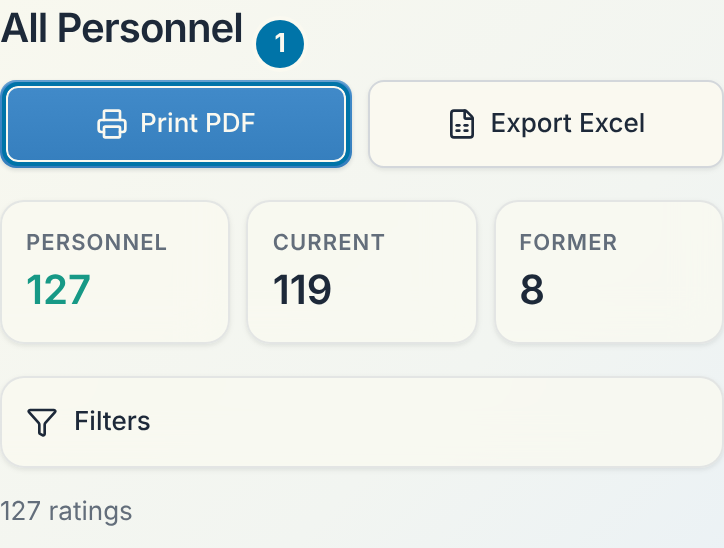 All Personnel 1
Print PDF
Export Excel
PERSONNEL
127
CURRENT
119
FORMER
8
Filters
127 ratings